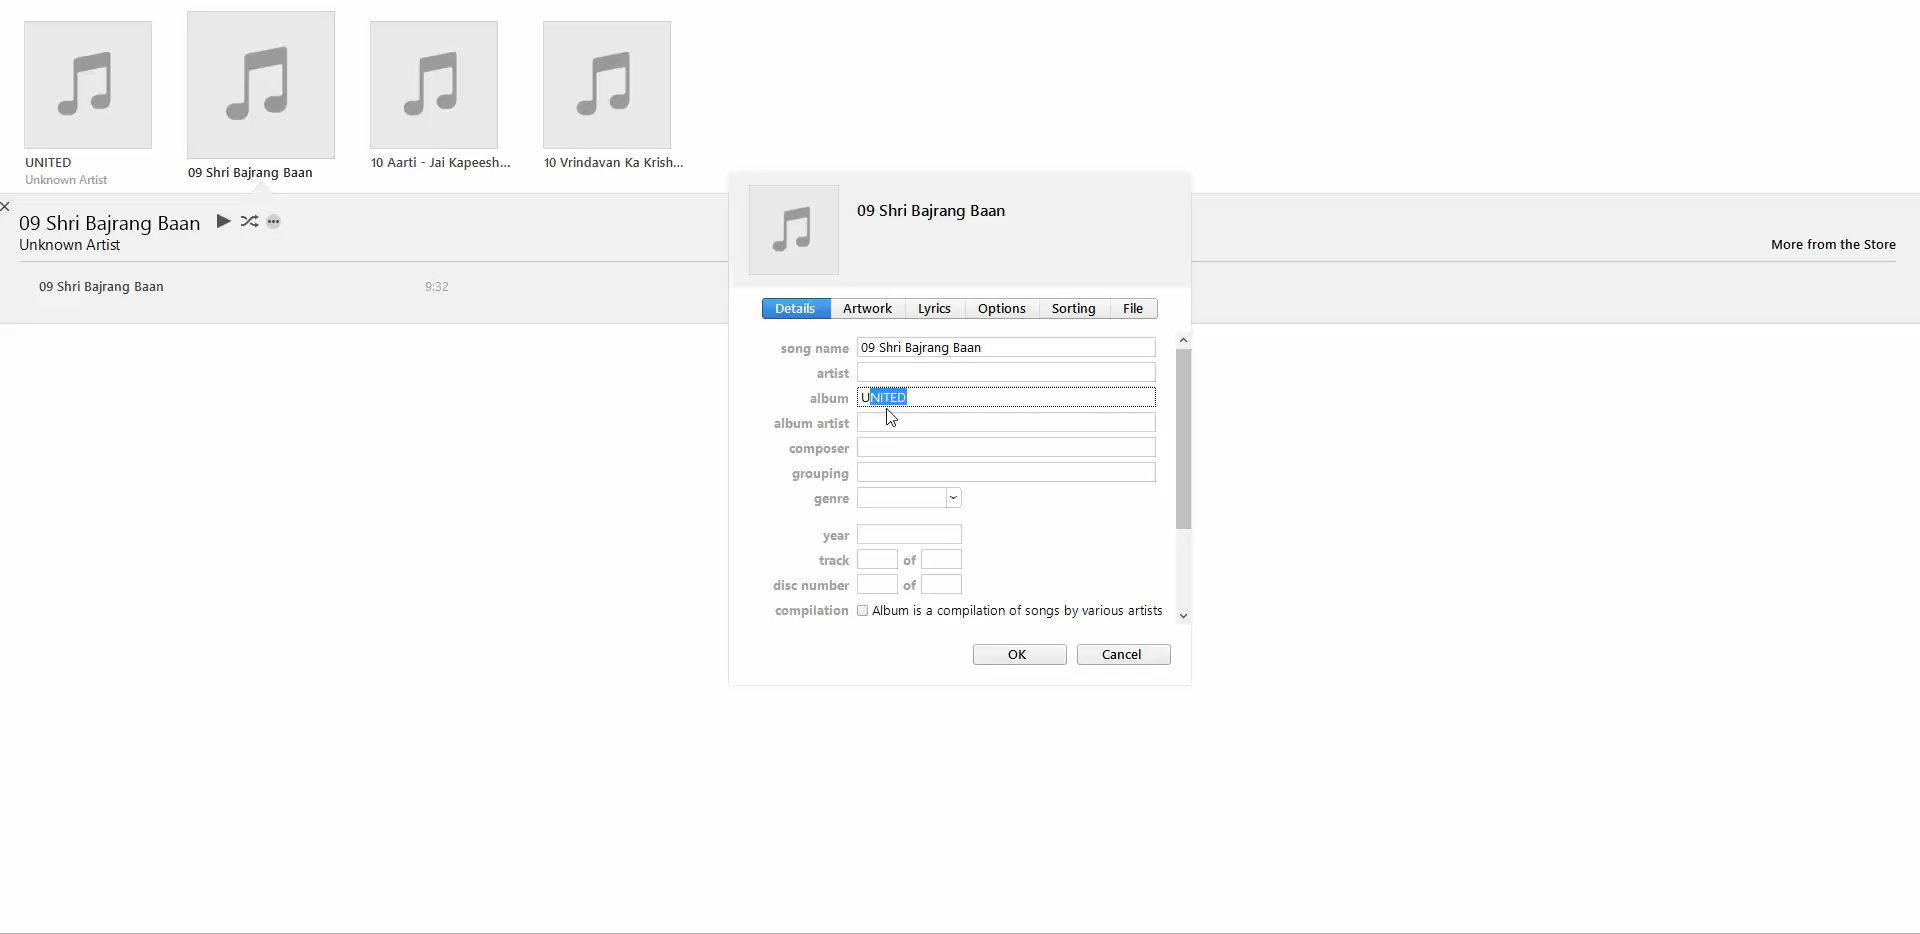 UNITED
Unknown Artist
09 Shri Bajrang Baan
10 Aarti - Jai Kapeesh...
10 Vrindavan Ka Krish...
09 Shri Bajrang Baan
Unknown Artist
More from the Store
09 Shri Bajrang Baan 9:32
09 Shri Bajrang Baan
Details Artwork Lyrics Options Sorting File
song name 09 Shri Bajrang Baan
artist
album UNITED
album artist
composer
grouping
genre
year
track of
disc number of
compilation Album is a compilation of songs by various artists
OK Cancel